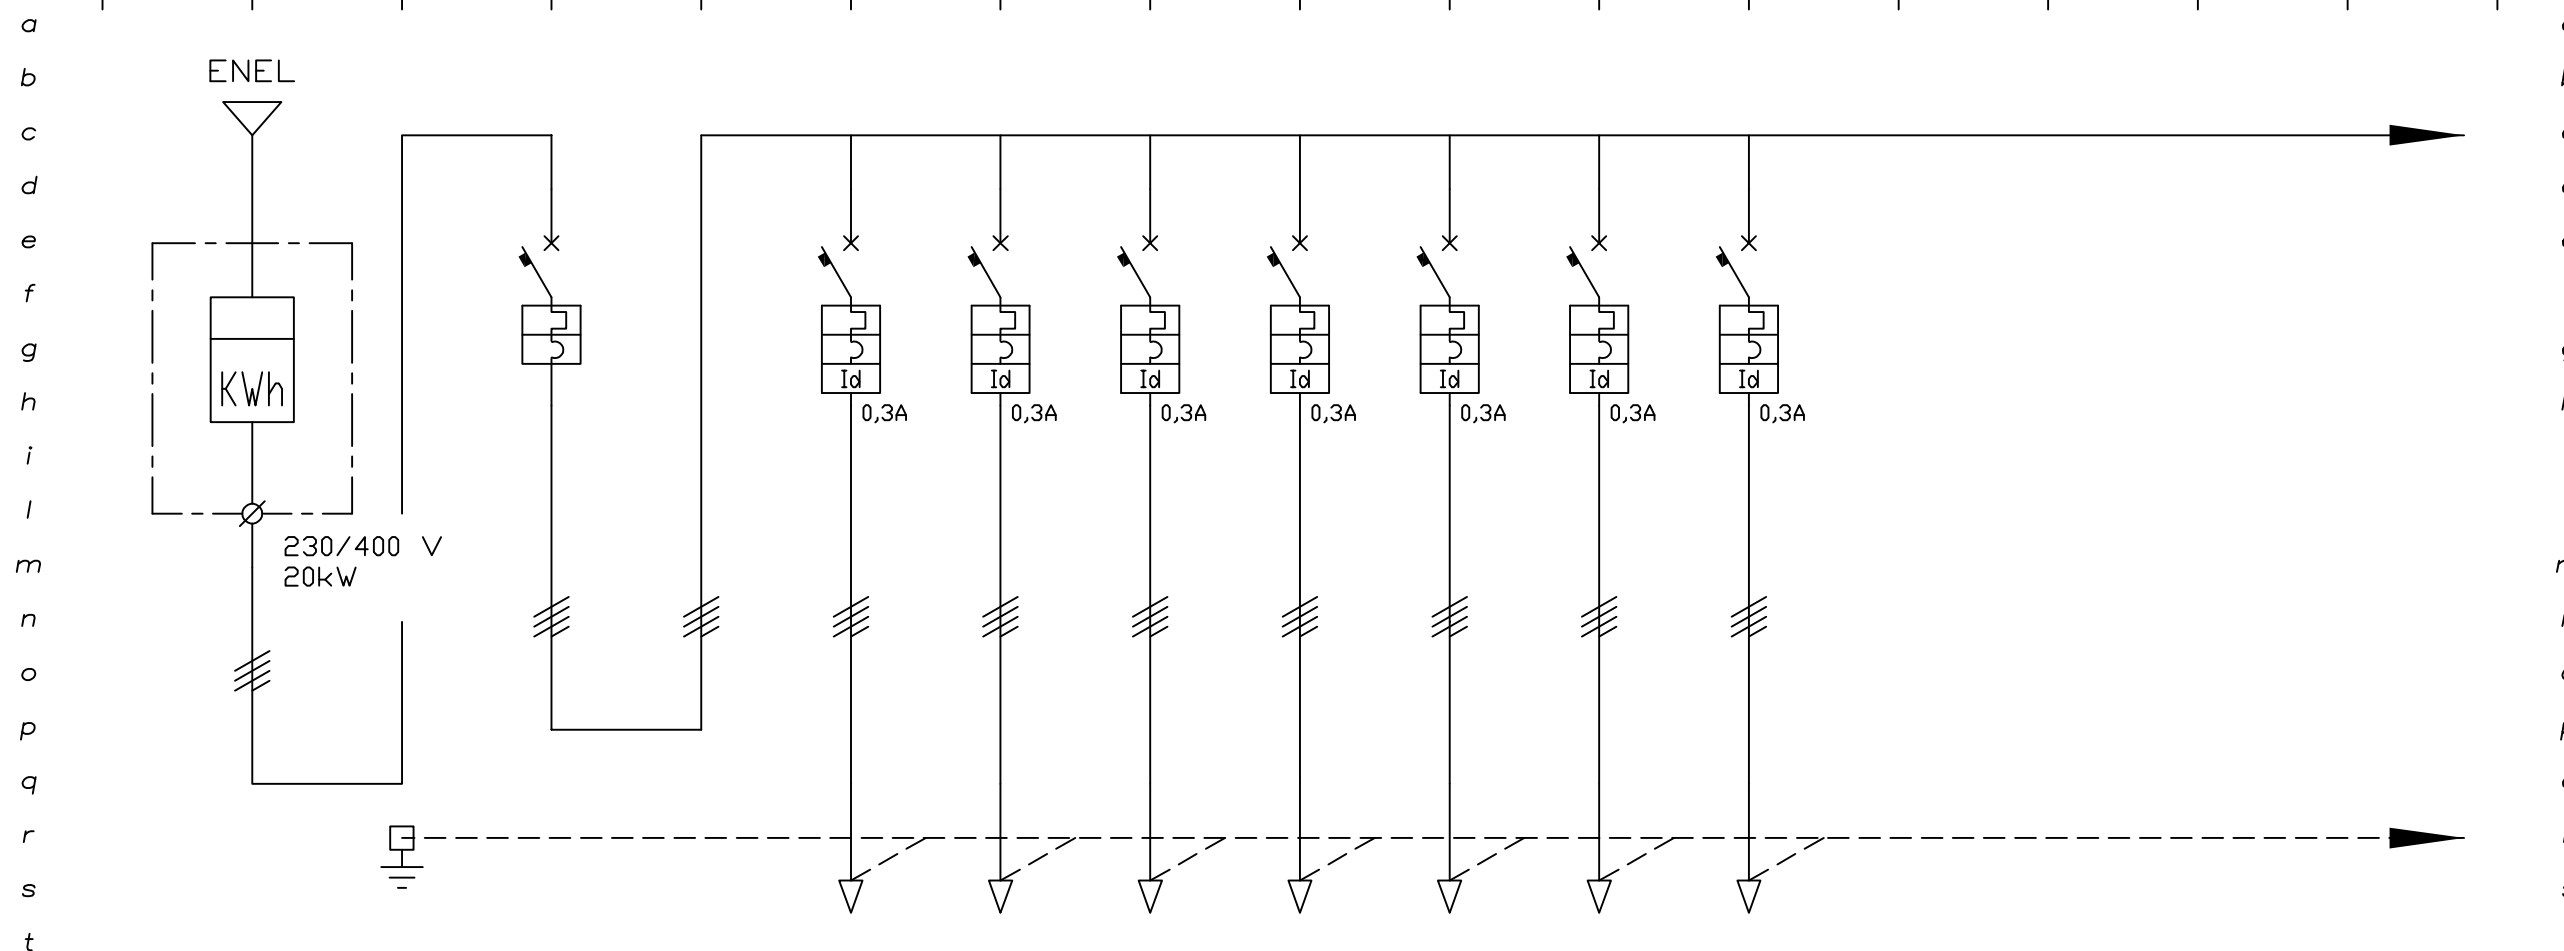 a
b
ENEL
c
d
e
f
g
Id Id Id Id Id Id Id
KWh
h
0,3A 0,3A 0,3A 0,3A 0,3A 0,3A 0,3A
i
l
230/400 V
m
20kW
n
o
p
q
r
s
t